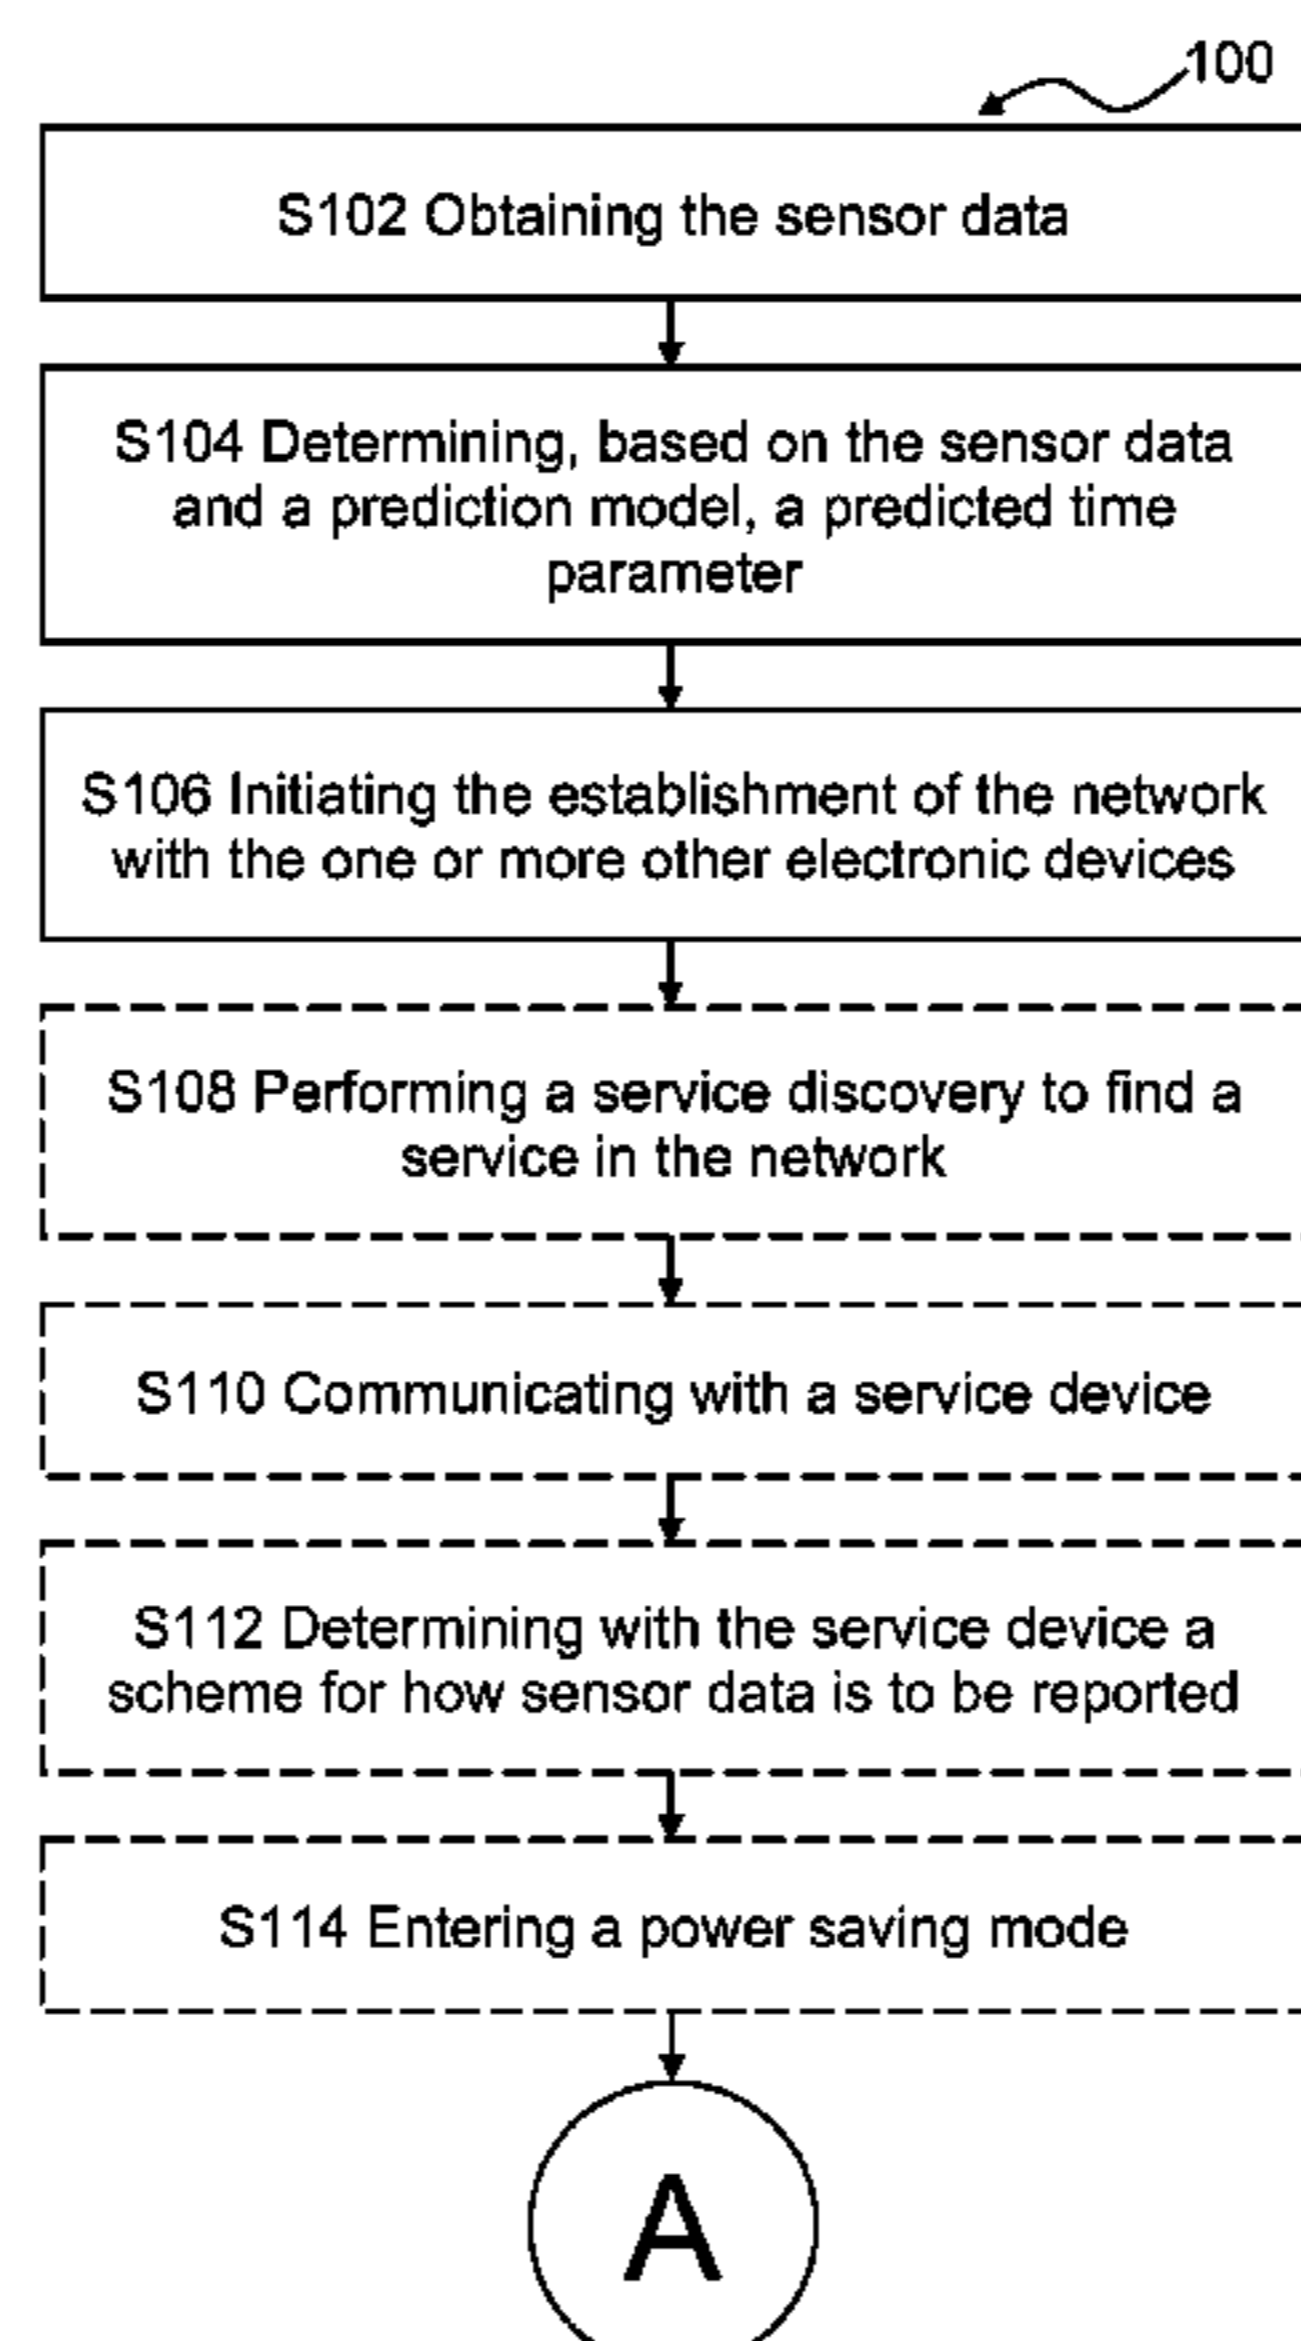 100
S102 Obtaining the sensor data
S104 Determining, based on the sensor data
and a prediction model, a predicted time
parameter
S106 Initiating the establishment of the network
with the one or more other electronic devices
S108 Performing a service discovery to find a
service in the network
S110 Communicating with a service device
S112 Determining with the service device a
scheme for how sensor data is to be reported
S114 Entering a power saving mode
A